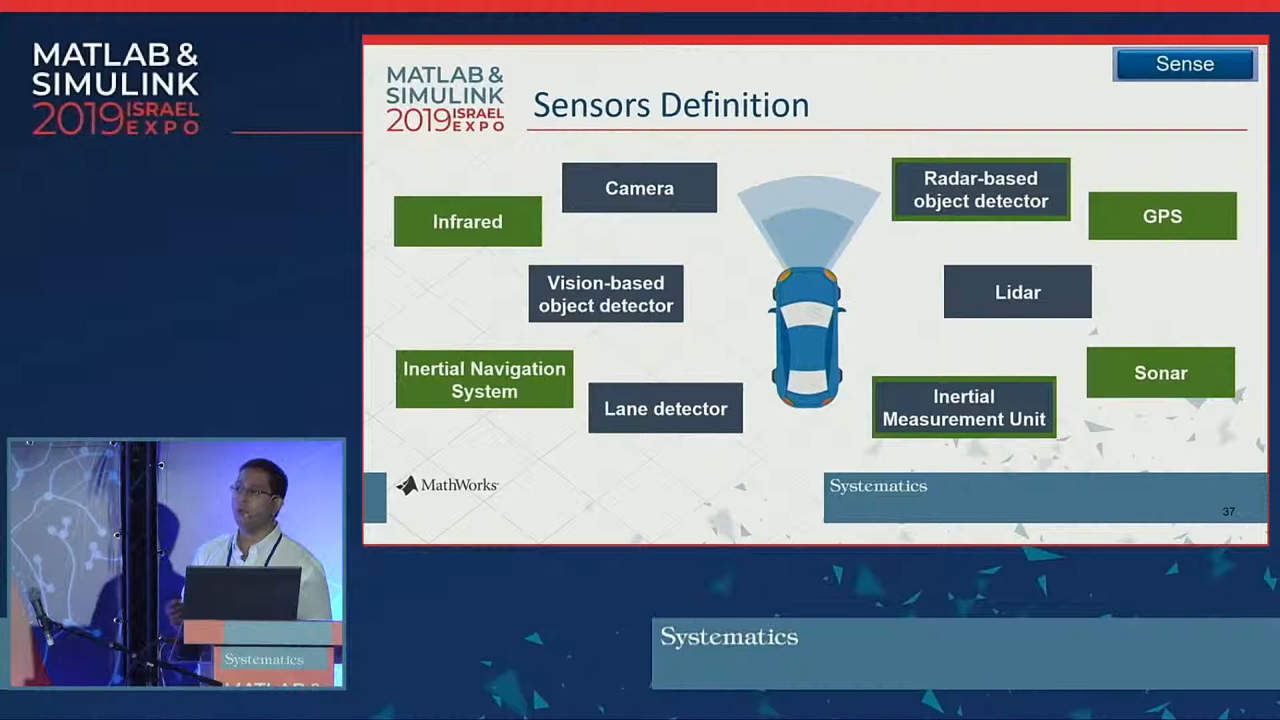 MATLAB &
SIMULINK
2019 ISRAEL EXPO
MATLAB &
SIMULINK
2019 ISRAEL EXPO
Sense
Sensors Definition
Camera
Infrared
Vision-based
object detector
Inertial Navigation
System
Lane detector
Radar-based
object detector
GPS
Lidar
Sonar
Inertial
Measurement Unit
MathWorks
Systematics
37
Systematics
Systematics
MATLAB &